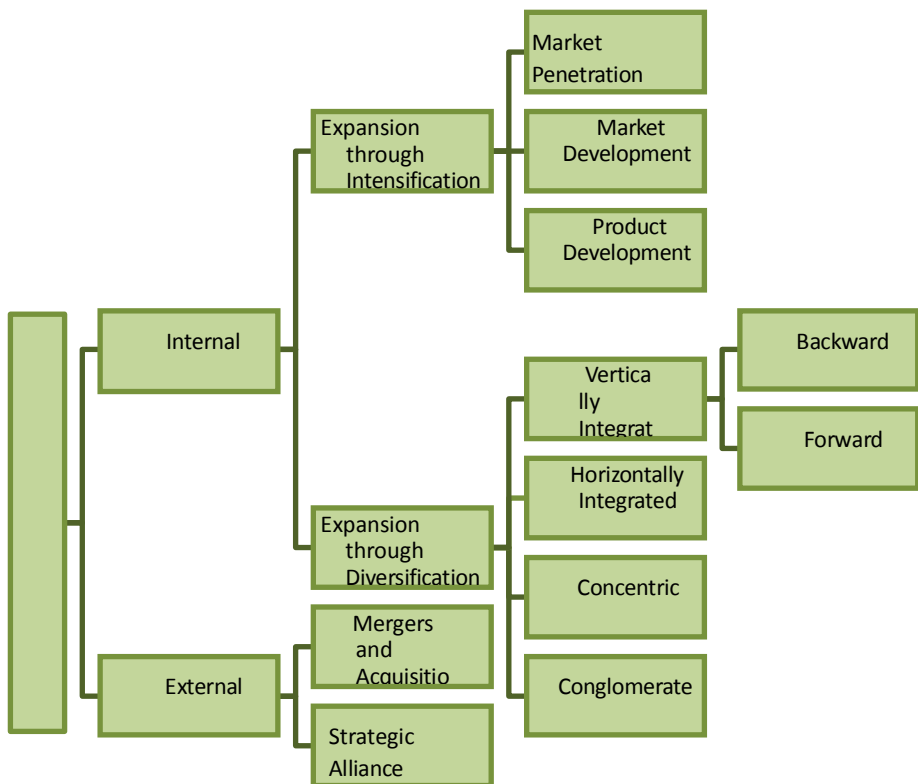 Market
Penetration
Expansion
through
Intensification
Market
Development
Product
Development
Internal
Backward
Vertica
lly
Integrat
Forward
Horizontally
Integrated
Expansion
through
Diversification
Concentric
Mergers
and
Acquisitio
External
Conglomerate
Strategic
Alliance